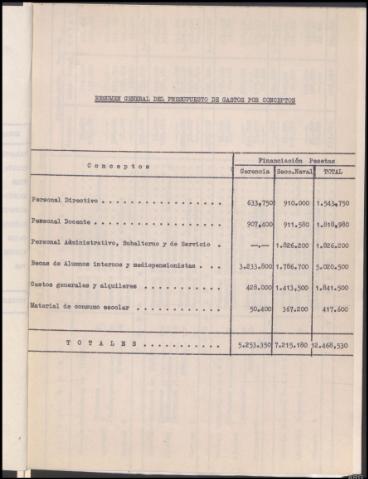 RESUMEN GENERAL DEL PRESUPUESTO DE GASTOS POR CONCEPTOS
Conceptos
Financiación Pesetas
Gerencia Secc.Naval TOTAL
Personal Directivo . . . . . . . . . . . . . . . . . 633,750 910.000 1.543,750
Personal Docente . . . . . . . . . . . . . . . . . . 907,400 911.580 1.818,980
Personal Administrativo, Subalterno y de Servicio . —.— 1.826,200 1.826,200
Becas de Alumnos internos y mediopensionistas . . . 3.233.800 1.786,700 5.020.500
Gastos generales y alquileres . . . . . . . . . . . 428.000 1.413,500 1.841.500
Material de consumo escolar . . . . . . . . . . . . 50.400 367.200 417.600
T O T A L E S . . . . . . . . . . . 5.253.350 7.215.180 12.468,530